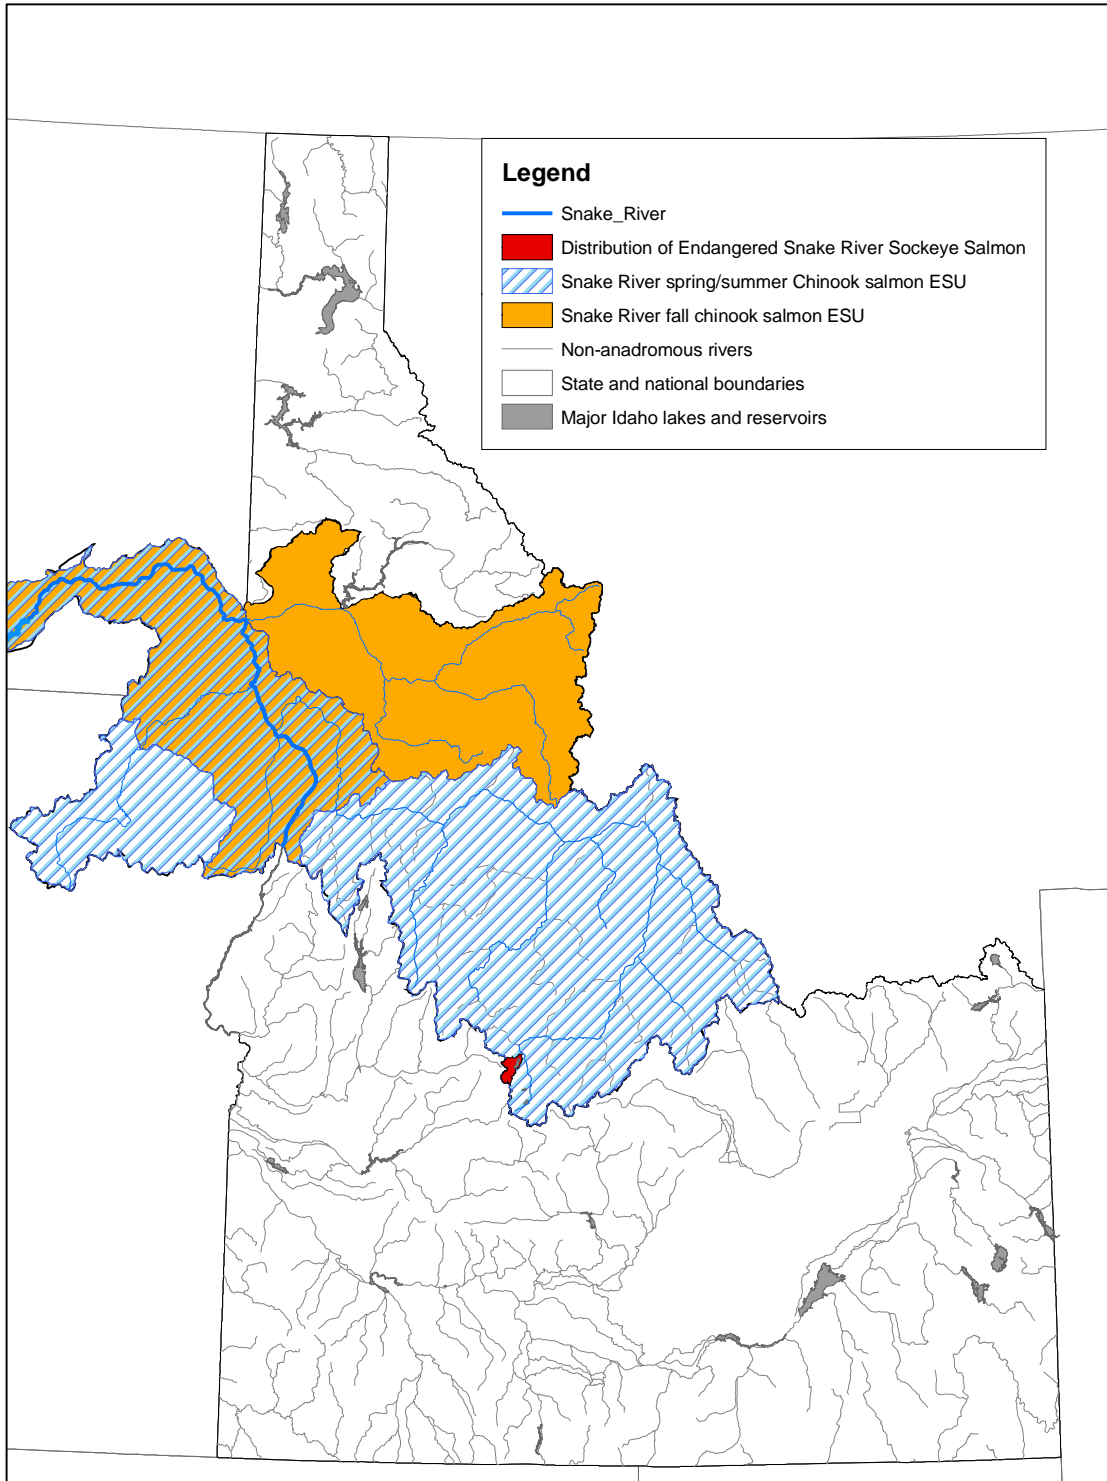 Legend
Snake_River
Distribution of Endangered Snake River Sockeye Salmon
Snake River spring/summer Chinook salmon ESU
Snake River fall chinook salmon ESU
Non-anadromous rivers
State and national boundaries
Major Idaho lakes and reservoirs